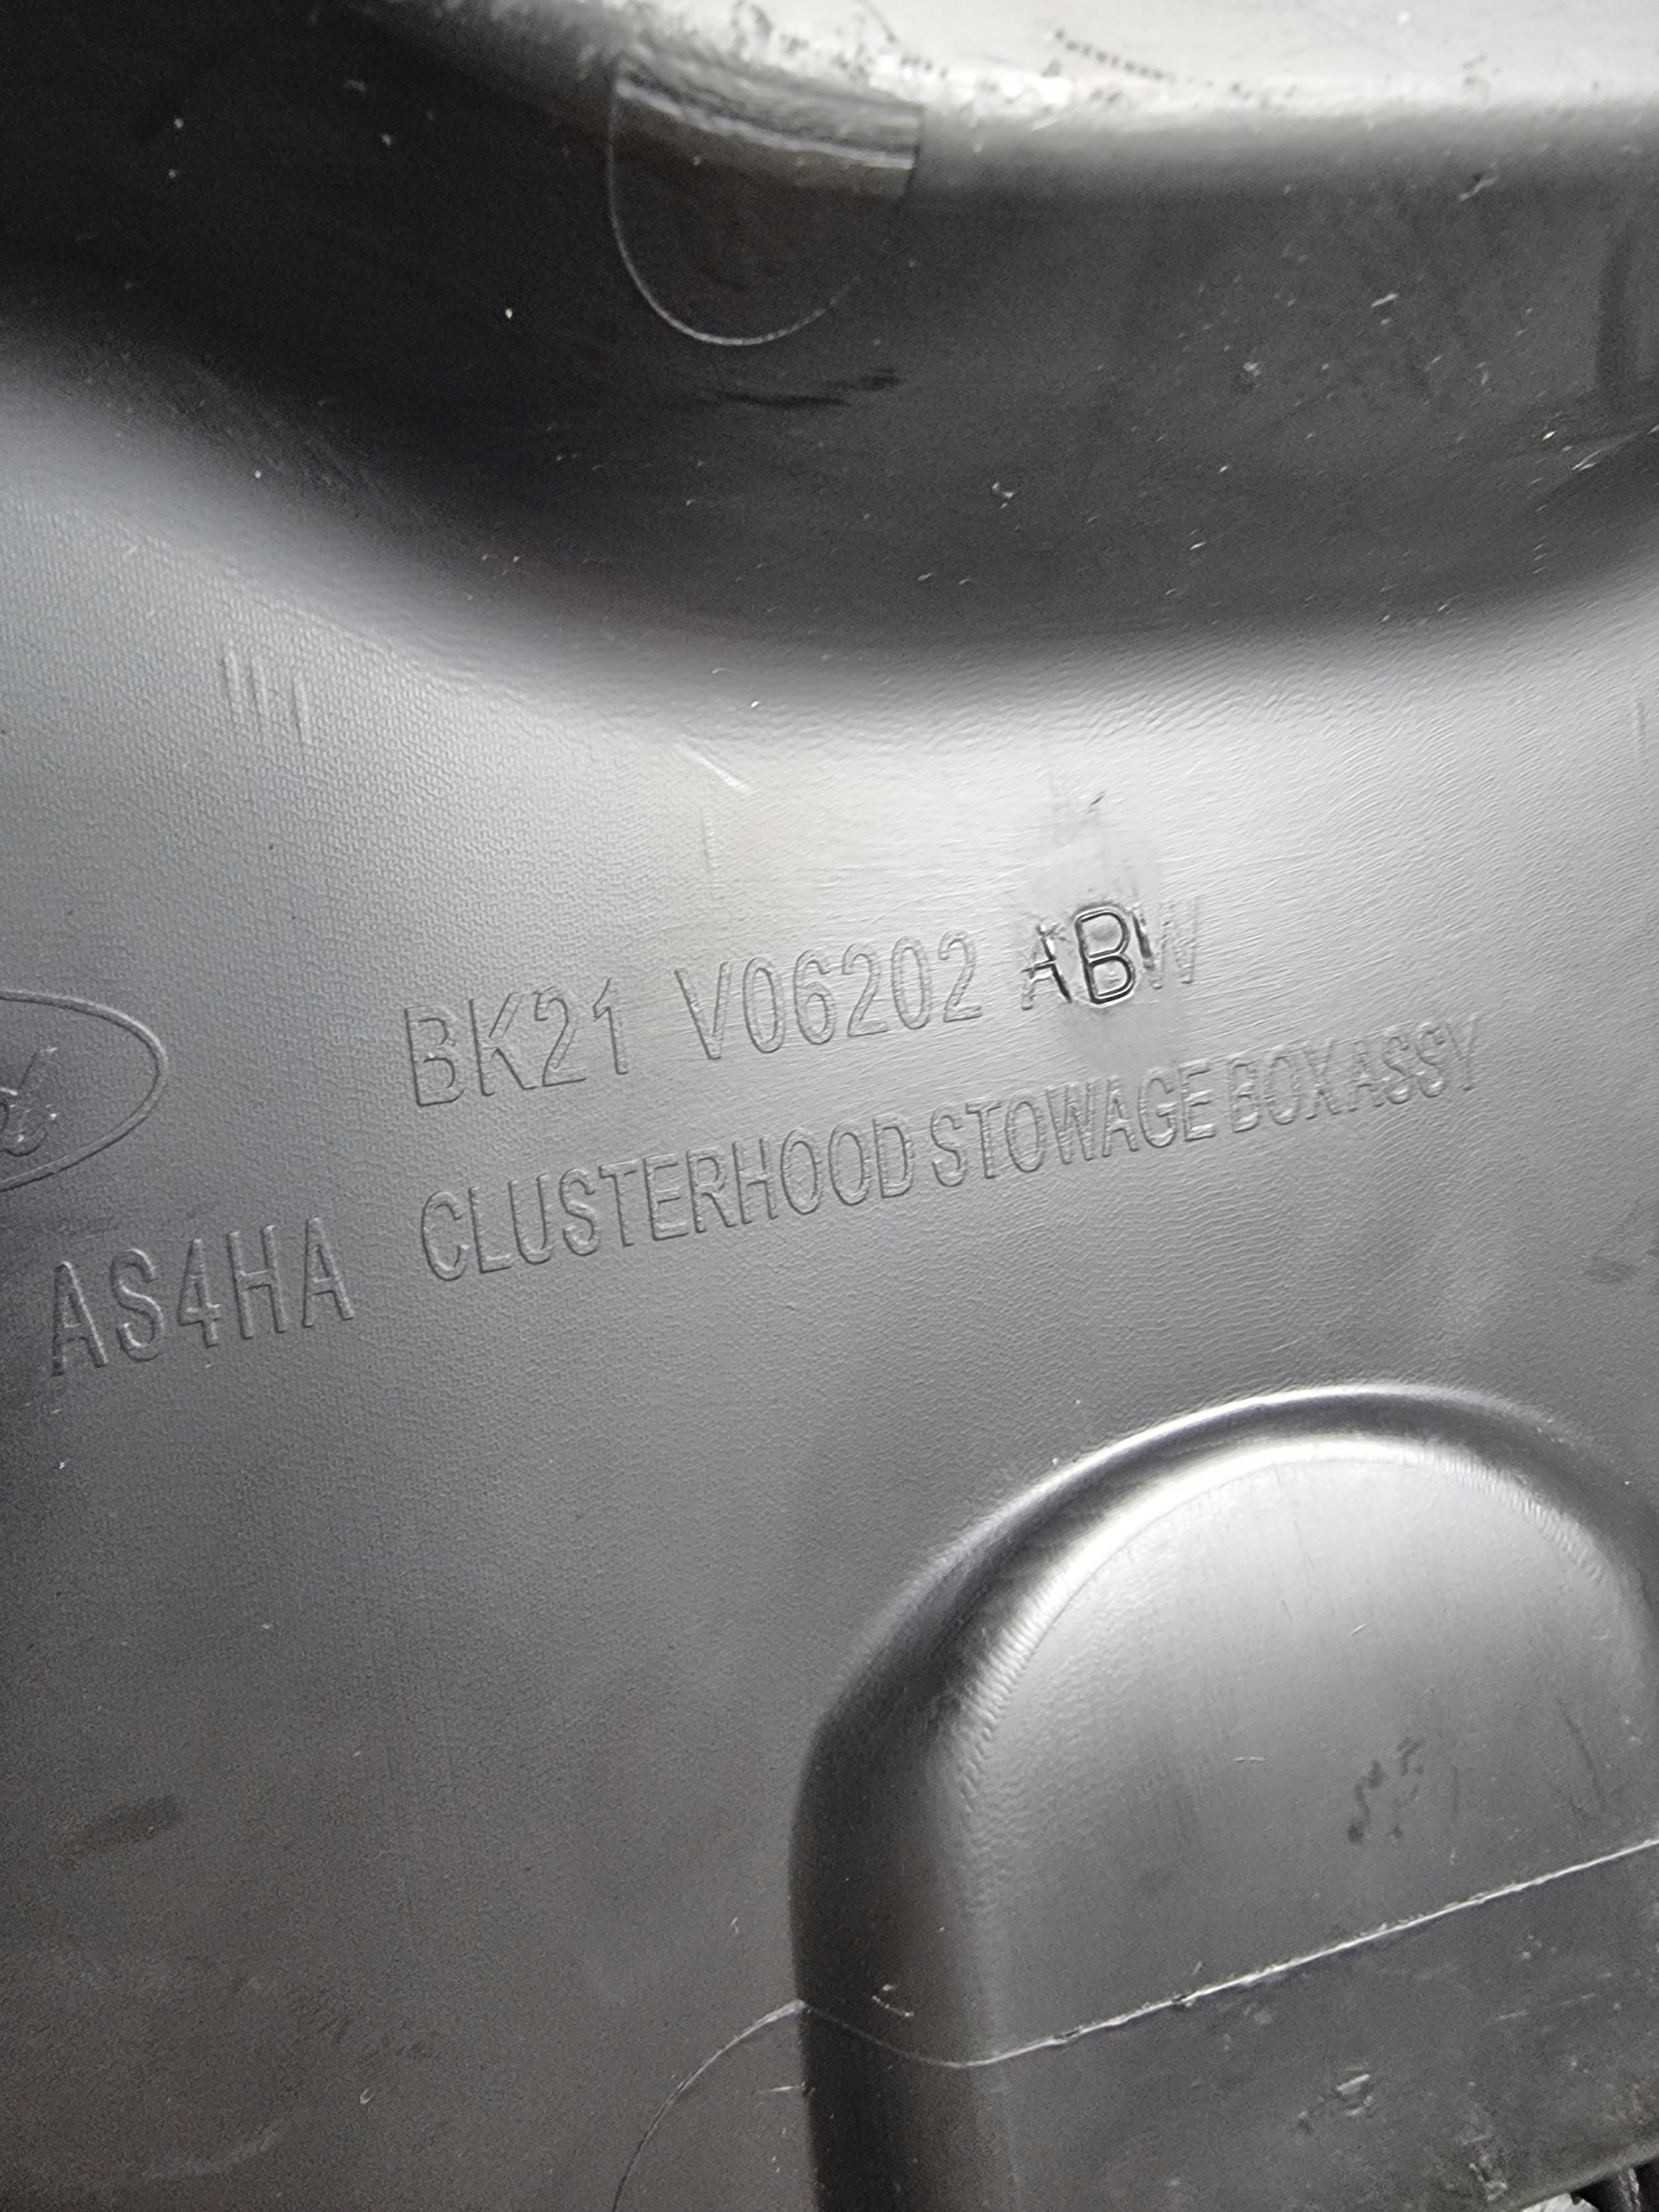 BK21 V06202 ABW
CLUSTERHOOD STOWAGE BOX ASSY
AS4HA